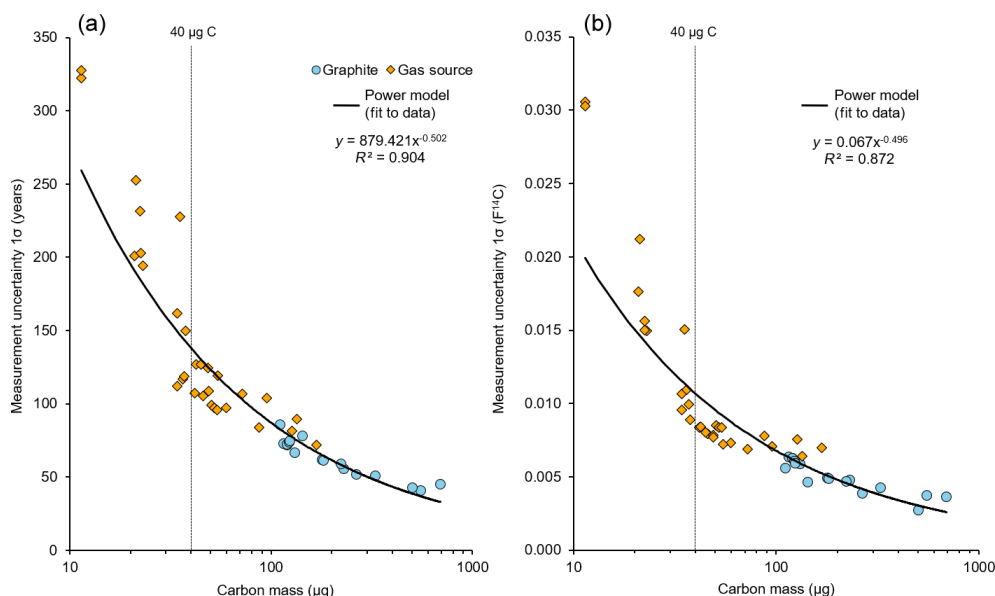 (a)
40 µg C
Measurement uncertainty 1σ (years)
350
300
250
200
150
100
50
0
Graphite
Gas source
Power model
(fit to data)
y = 879.421x-0.502
R² = 0.904
10
100
1000
Carbon mass (µg)
(b)
40 µg C
Measurement uncertainty 1σ (F¹⁴C)
0.035
0.030
0.025
0.020
0.015
0.010
0.005
0.000
Power model
(fit to data)
y = 0.067x-0.496
R² = 0.872
10
100
1000
Carbon mass (µg)